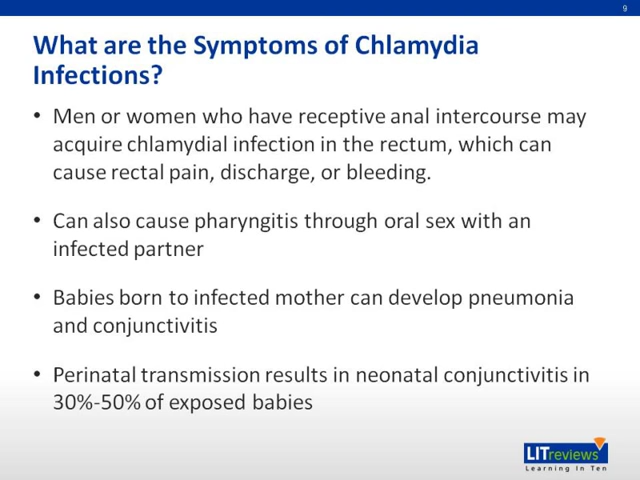 9
What are the Symptoms of Chlamydia
Infections?
• Men or women who have receptive anal intercourse may
acquire chlamydial infection in the rectum, which can
cause rectal pain, discharge, or bleeding.
• Can also cause pharyngitis through oral sex with an
infected partner
• Babies born to infected mother can develop pneumonia
and conjunctivitis
• Perinatal transmission results in neonatal conjunctivitis in
30%-50% of exposed babies
LITreviews
Learning In Ten